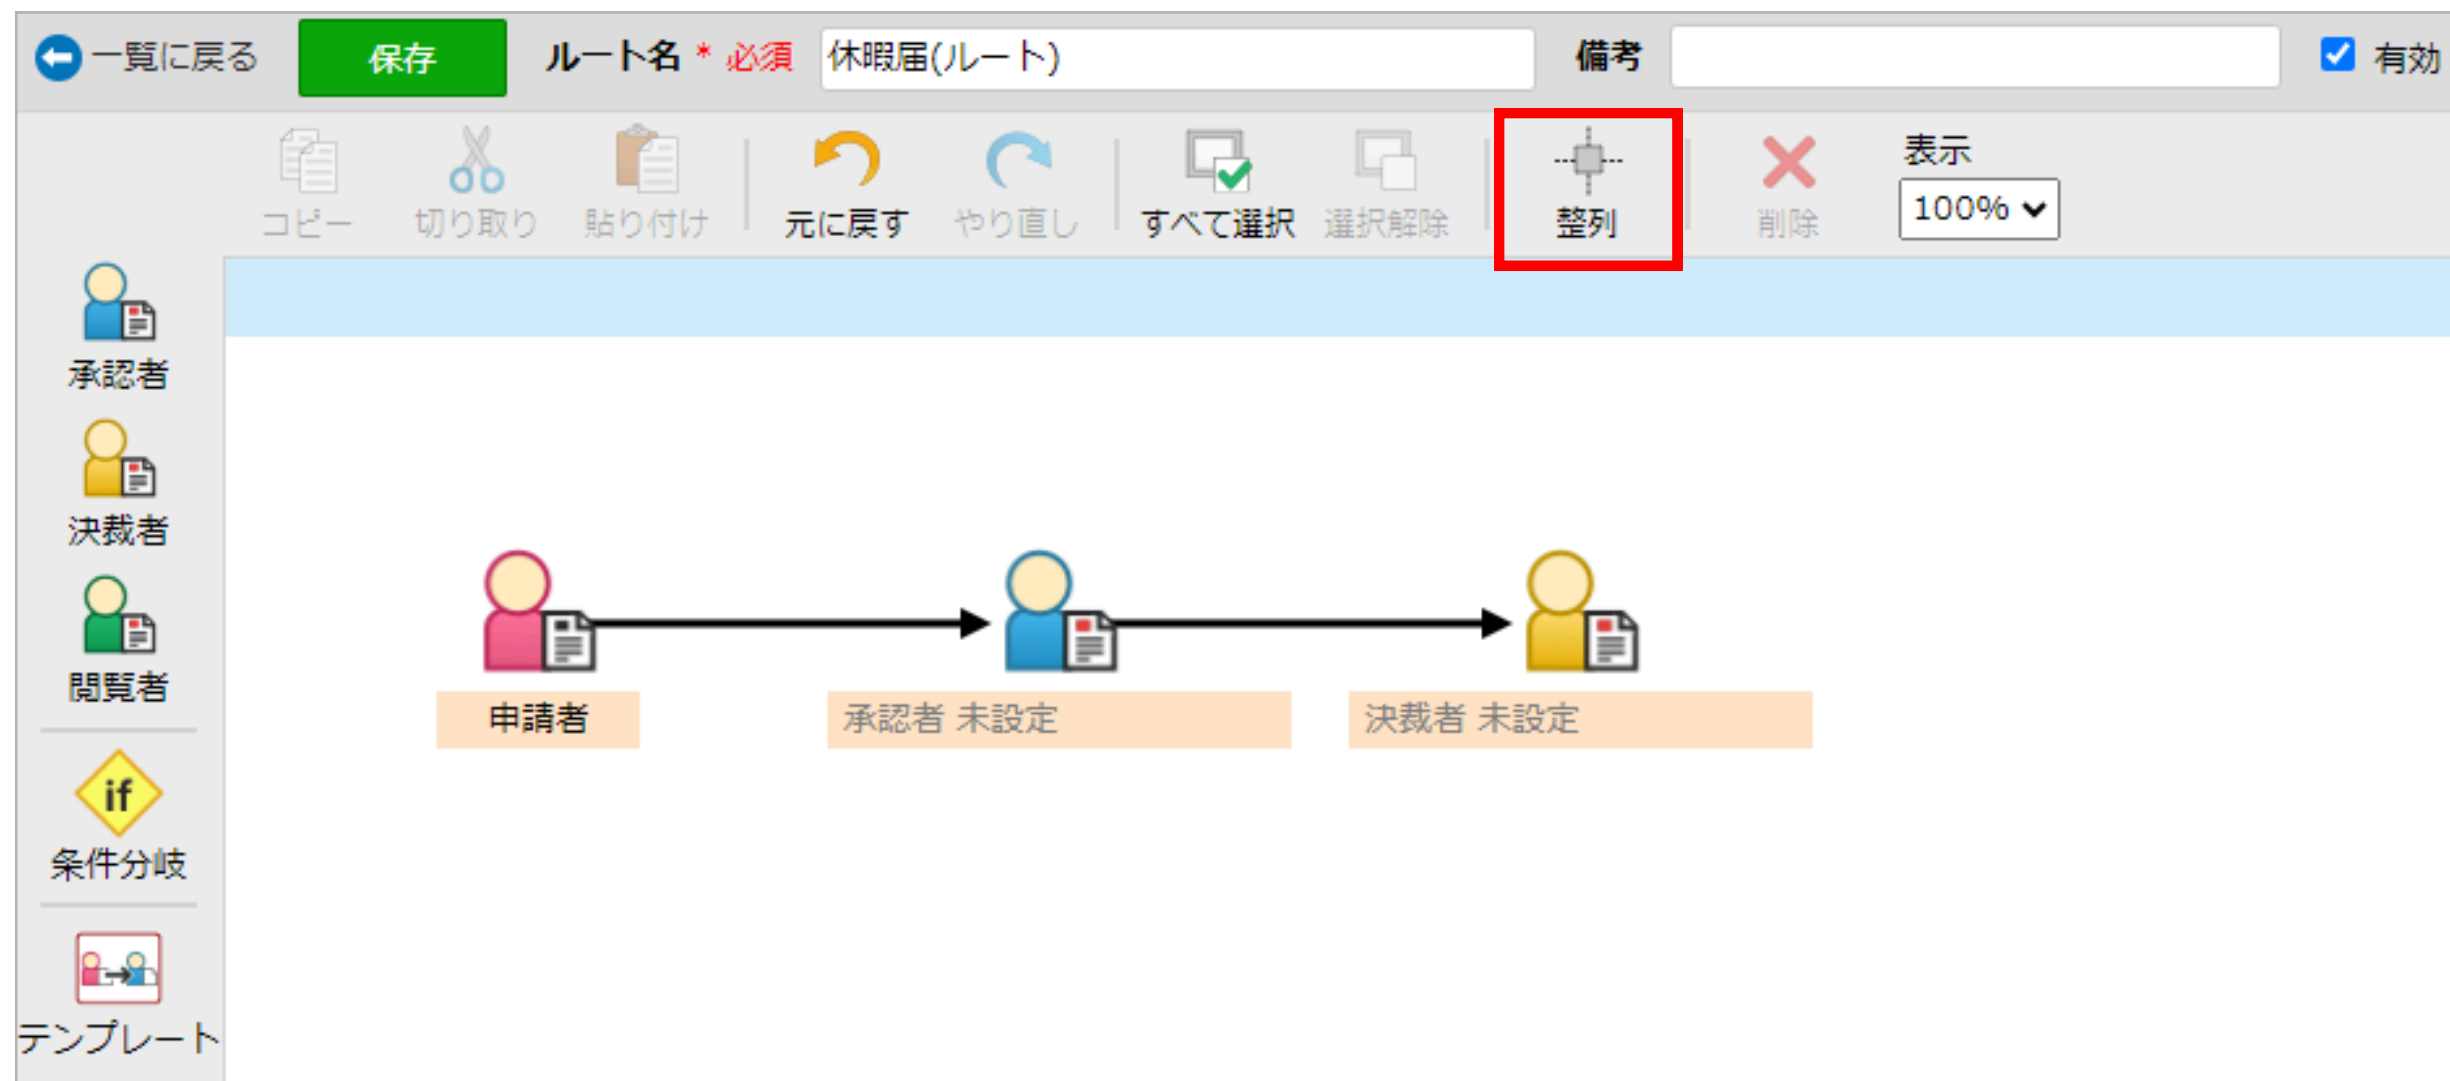 一覧に戻る 保存 ルート名 * 必須 休暇届(ルート) 備考 有効
表示
コピー 切り取り 貼り付け 元に戻す やり直し すべて選択 選択解除 整列 削除 100%
承認者
決裁者
閲覧者
申請者 承認者 未設定 決裁者 未設定
if
条件分岐
テンプレート